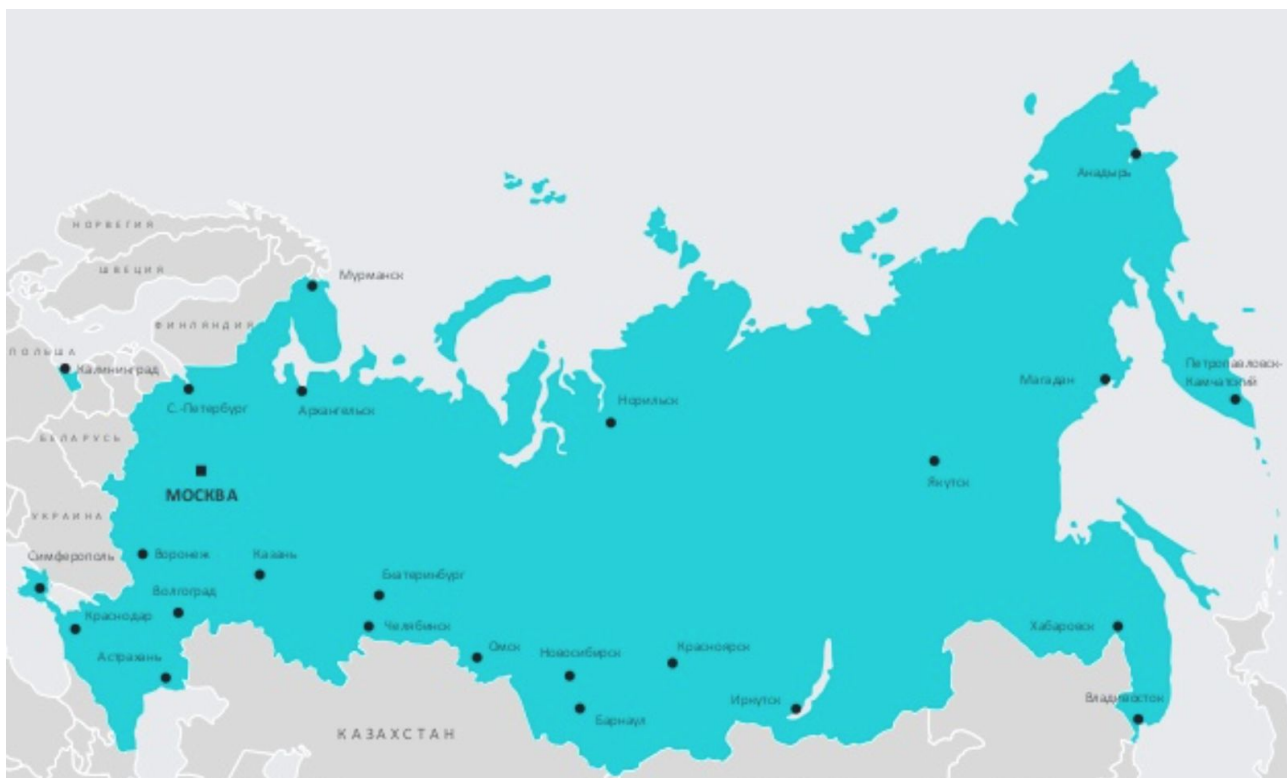 Анадырь
НОРВЕГИЯ
ШВЕЦИЯ
Мурманск
ФИНЛЯНДИЯ
ПОЛЬША
Калининград
Петропавловск-
Камчатский
Магадан
С.-Петербург
Архангельск
Норильск
БЕЛАРУСЬ
Якутск
МОСКВА
УКРАИНА
Симферополь
Воронеж
Казань
Екатеринбург
Волгоград
Краснодар
Челябинск
Хабаровск
Омск
Новосибирск
Красноярск
Астрахань
Иркутск
Владивосток
Барнаул
КАЗАХСТАН